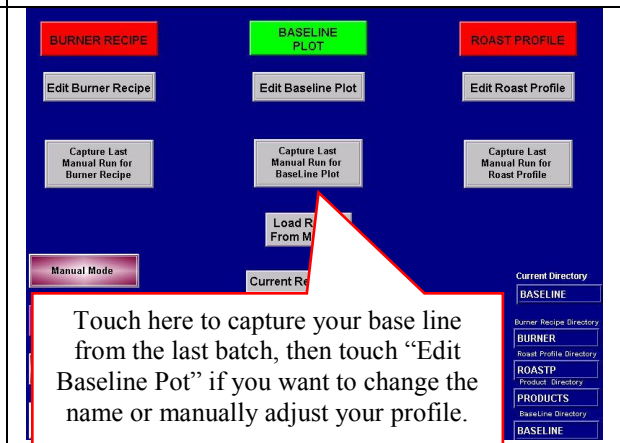 BURNER RECIPE
BASELINE
PLOT
ROAST PROFILE
Edit Burner Recipe
Edit Baseline Plot
Edit Roast Profile
Capture Last
Manual Run for
Burner Recipe
Capture Last
Manual Run for
BaseLine Plot
Capture Last
Manual Run for
Roast Profile
Load
From
Manual Mode
Current
Current Directory
BASELINE
Touch here to capture your base line
from the last batch, then touch “Edit
Baseline Pot” if you want to change the
name or manually adjust your profile.
Burner Recipe Directory
BURNER
Roast Profile Directory
ROASTP
Product Directory
PRODUCTS
BaseLine Directory
BASELINE